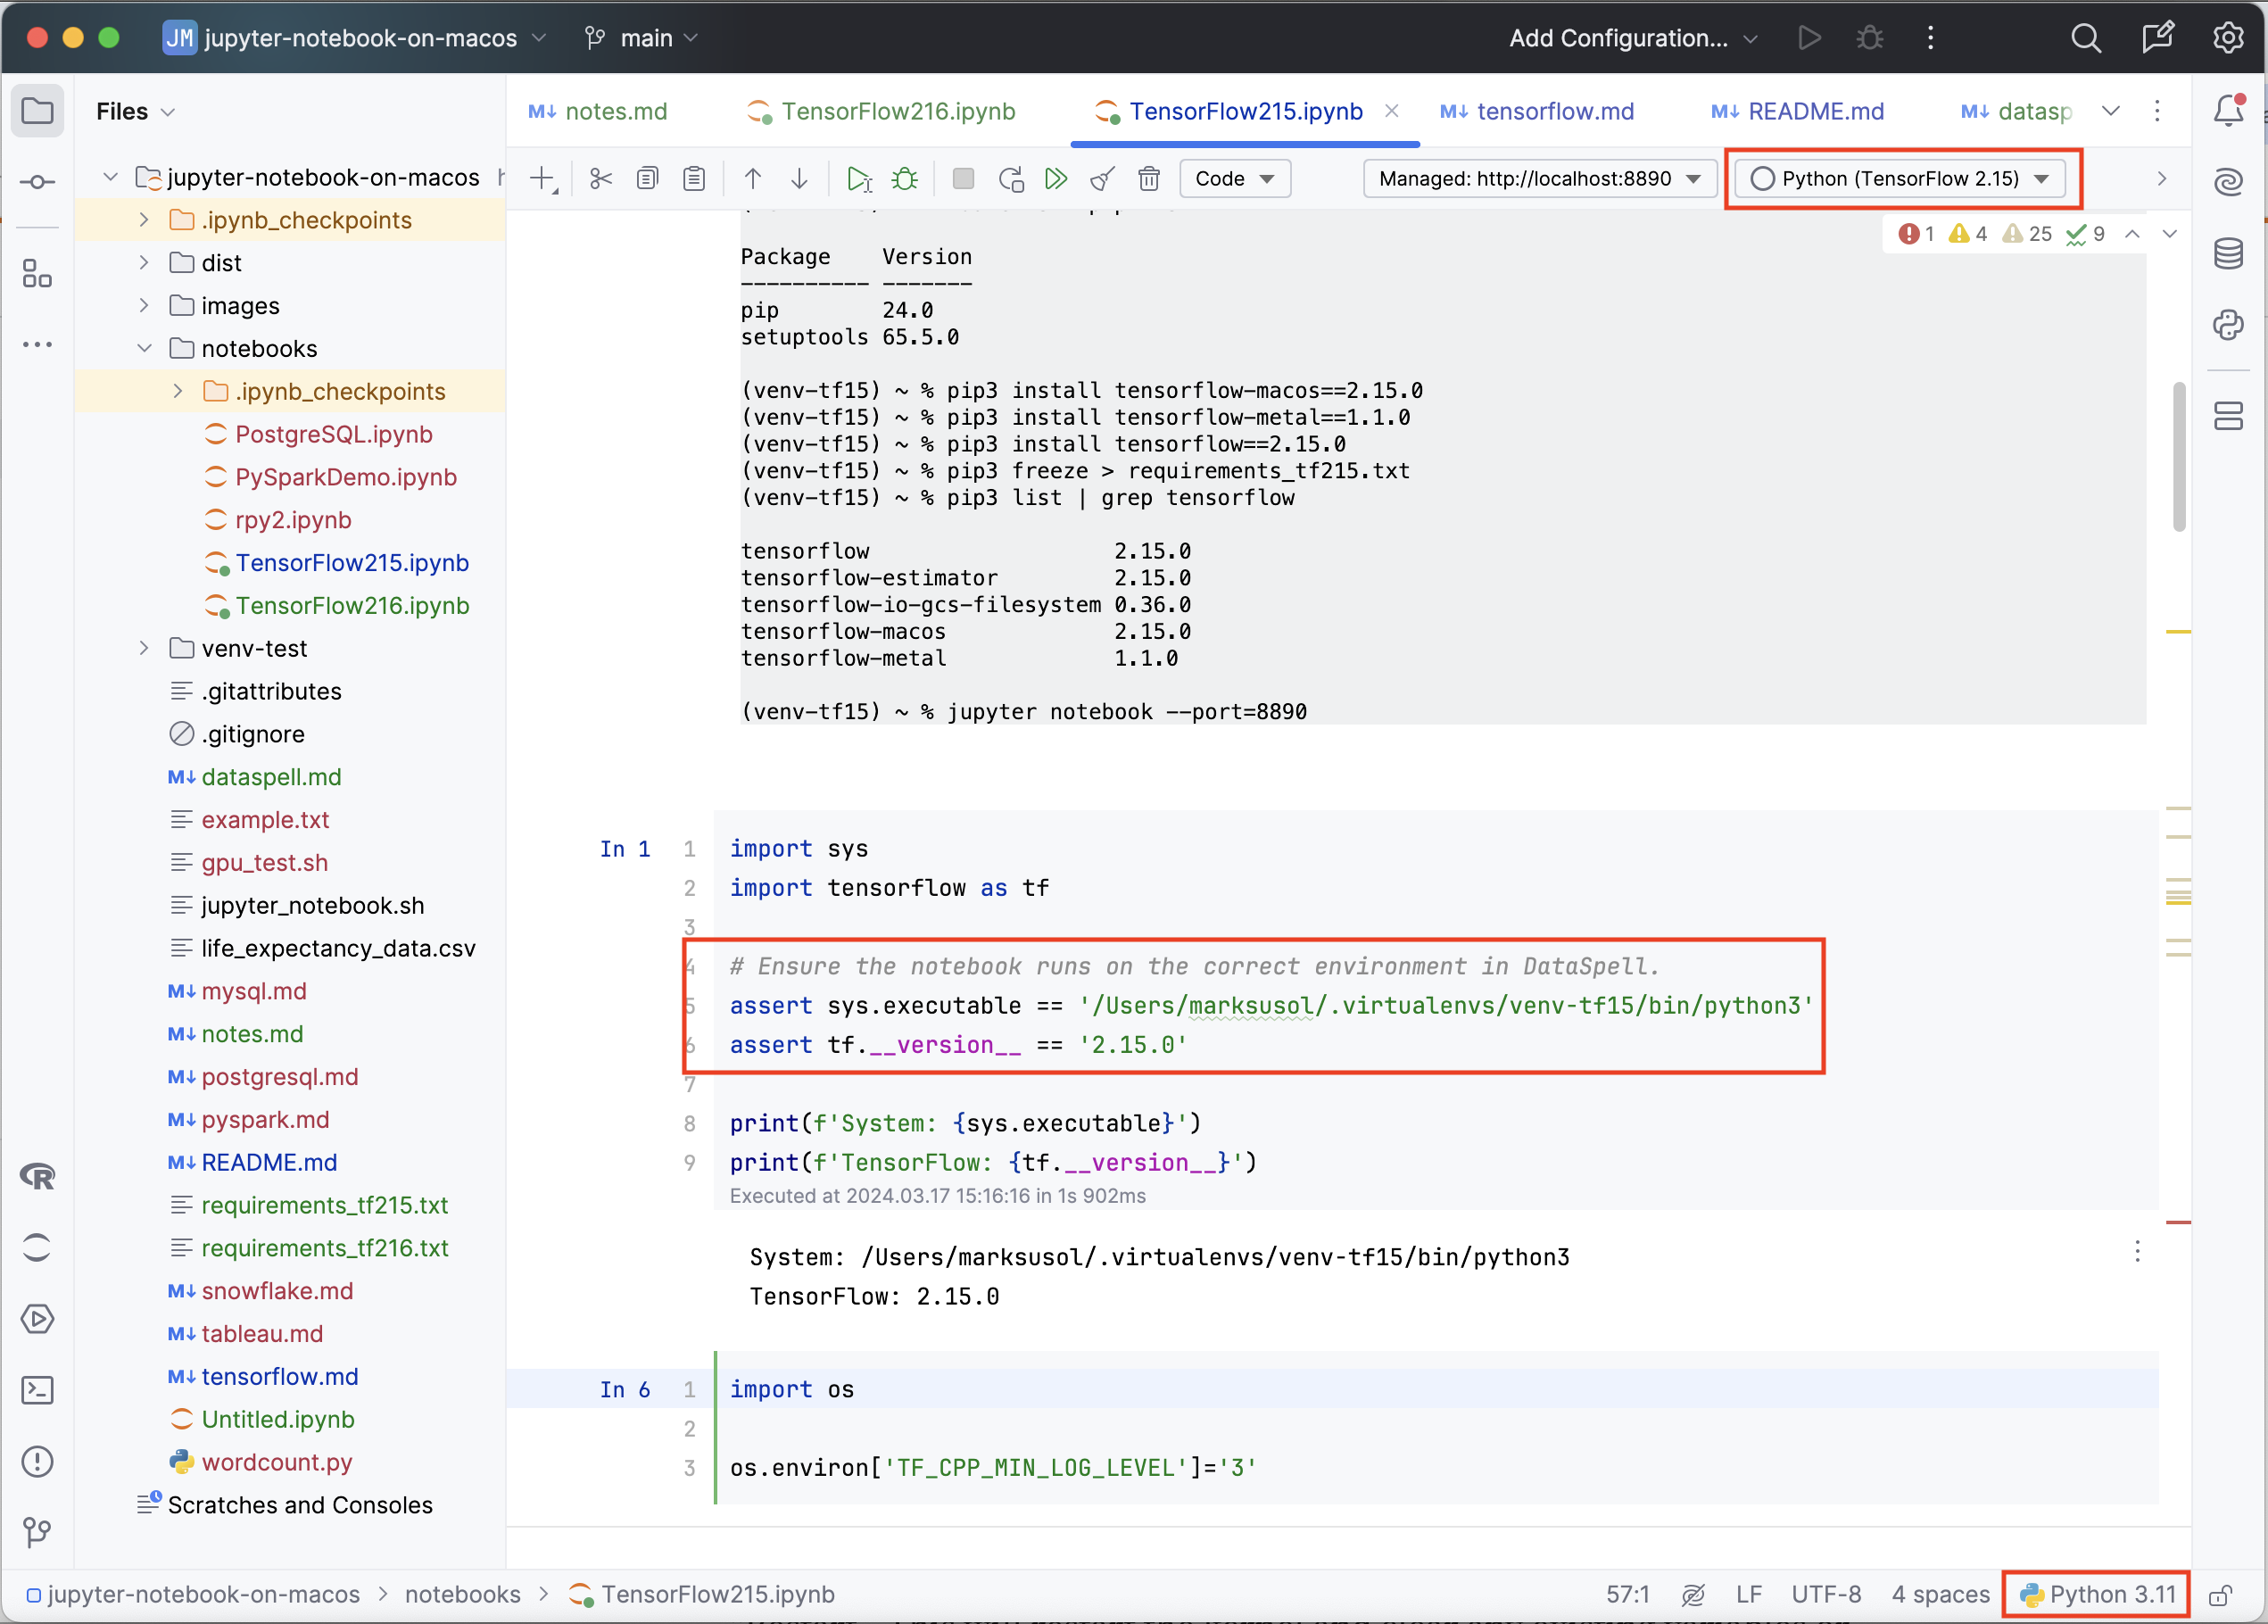 JM jupyter-notebook-on-macos main Add Configuration...
Files
notes.md TensorFlow216.ipynb TensorFlow215.ipynb tensorflow.md README.md datasp
Code Managed: http://localhost:8890 Python (TensorFlow 2.15)
1 4 25 9
jupyter-notebook-on-macos
.ipynb_checkpoints
dist
images
notebooks
.ipynb_checkpoints
PostgreSQL.ipynb
PySparkDemo.ipynb
rpy2.ipynb
TensorFlow215.ipynb
TensorFlow216.ipynb
venv-test
.gitattributes
.gitignore
M↓ dataspell.md
example.txt
gpu_test.sh
jupyter_notebook.sh
life_expectancy_data.csv
M↓ mysql.md
M↓ notes.md
M↓ postgresql.md
M↓ pyspark.md
M↓ README.md
requirements_tf215.txt
requirements_tf216.txt
M↓ snowflake.md
M↓ tableau.md
M↓ tensorflow.md
Untitled.ipynb
wordcount.py
Scratches and Consoles
Package    Version
---------- -------
pip        24.0
setuptools 65.5.0
(venv-tf15) ~ % pip3 install tensorflow-macos==2.15.0
(venv-tf15) ~ % pip3 install tensorflow-metal==1.1.0
(venv-tf15) ~ % pip3 install tensorflow==2.15.0
(venv-tf15) ~ % pip3 freeze > requirements_tf215.txt
(venv-tf15) ~ % pip3 list | grep tensorflow
tensorflow                   2.15.0
tensorflow-estimator         2.15.0
tensorflow-io-gcs-filesystem 0.36.0
tensorflow-macos             2.15.0
tensorflow-metal             1.1.0
(venv-tf15) ~ % jupyter notebook --port=8890
In 1 1 import sys
2 import tensorflow as tf
3
4 # Ensure the notebook runs on the correct environment in DataSpell.
5 assert sys.executable == '/Users/marksusol/.virtualenvs/venv-tf15/bin/python3'
6 assert tf.__version__ == '2.15.0'
7
8 print(f'System: {sys.executable}')
9 print(f'TensorFlow: {tf.__version__}')
Executed at 2024.03.17 15:16:16 in 1s 902ms
System: /Users/marksusol/.virtualenvs/venv-tf15/bin/python3
TensorFlow: 2.15.0
In 6 1 import os
2
3 os.environ['TF_CPP_MIN_LOG_LEVEL']='3'
jupyter-notebook-on-macos > notebooks > TensorFlow215.ipynb 57:1 LF UTF-8 4 spaces Python 3.11